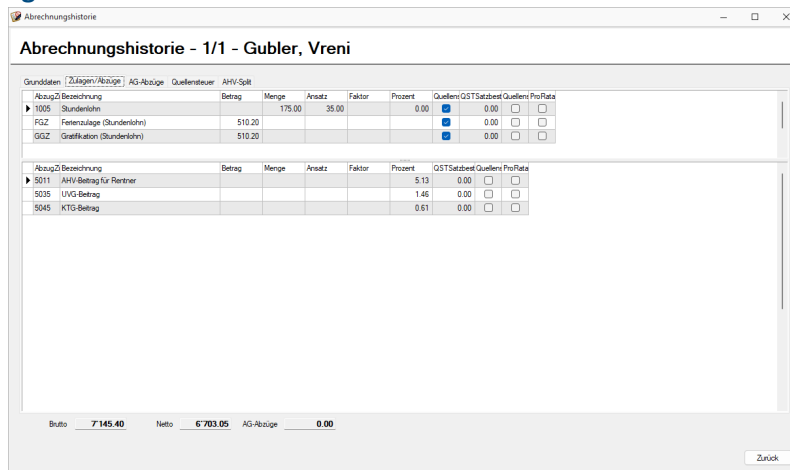 Abrechnungshistorie
Abrechnungshistorie - 1/1 - Gubler, Vreni
Grunddaten Zulagen/Abzüge AG-Abzüge Quellensteuer AHV-Split
AbzugZi Bezeichnung Betrag Menge Ansatz Faktor Prozent Quellens QSTSatzbest Quellens ProRata
1005 Stundenlohn 175.00 35.00 0.00 0.00
FGZ Ferienzulage (Stundenlohn) 510.20 0.00
GGZ Gratifikation (Stundenlohn) 510.20 0.00
AbzugZi Bezeichnung Betrag Menge Ansatz Faktor Prozent QSTSatzbest Quellens ProRata
5011 AHV-Beitrag für Rentner 5.13 0.00
5035 UVG-Beitrag 1.46 0.00
5045 KTG-Beitrag 0.61 0.00
Brutto 7'145.40 Netto 6'703.05 AG-Abzüge 0.00
Zurück